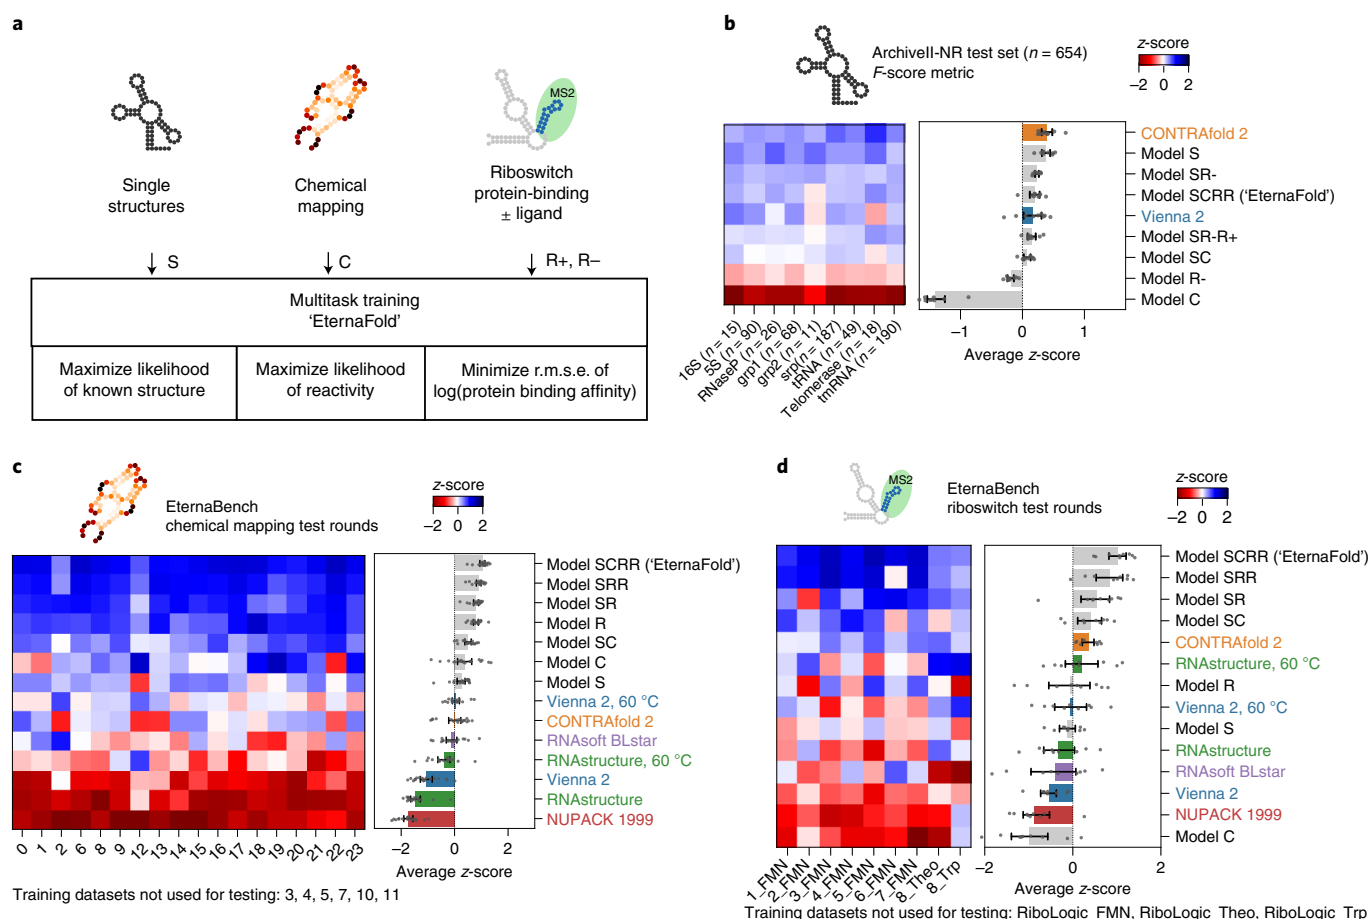 a
MS2
Single
structures
Chemical
mapping
Riboswitch
protein-binding
± ligand
S
C
R+, R–
Multitask training
'EternaFold'
Maximize likelihood
of known structure
Maximize likelihood
of reactivity
Minimize r.m.s.e. of
log(protein binding affinity)
b
ArchiveII-NR test set (n = 654)
F-score metric
z-score
–2 0 2
CONTRAfold 2
Model S
Model SR-
Model SCRR ('EternaFold')
Vienna 2
Model SR-R+
Model SC
Model R-
Model C
16S (n = 15)
5S (n = 90)
RNaseP (n = 26)
grp1 (n = 68)
grp2 (n = 11)
srp(n = 187)
tRNA (n = 49)
Telomerase (n = 18)
tmRNA (n = 190)
–1 0 1
Average z-score
c
EternaBench
chemical mapping test rounds
z-score
–2 0 2
Model SCRR ('EternaFold')
Model SRR
Model SR
Model R
Model SC
Model C
Model S
Vienna 2, 60 °C
CONTRAfold 2
RNAsoft BLstar
RNAstructure, 60 °C
Vienna 2
RNAstructure
NUPACK 1999
0 1 2 6 8 9 12 13 14 15 16 17 18 19 20 21 22 23
–2 0 2
Average z-score
Training datasets not used for testing: 3, 4, 5, 7, 10, 11
d
MS2
EternaBench
riboswitch test rounds
z-score
–2 0 2
Model SCRR ('EternaFold')
Model SRR
Model SR
Model SC
CONTRAfold 2
RNAstructure, 60 °C
Model R
Vienna 2, 60 °C
Model S
RNAstructure
RNAsoft BLstar
Vienna 2
NUPACK 1999
Model C
1_FMN
2_FMN
3_FMN
4_FMN
5_FMN
6_FMN
7_FMN
8_Theo
8_Trp
–2 0 2
Average z-score
Training datasets not used for testing: RiboLogic_FMN, RiboLogic_Theo, RiboLogic_Trp